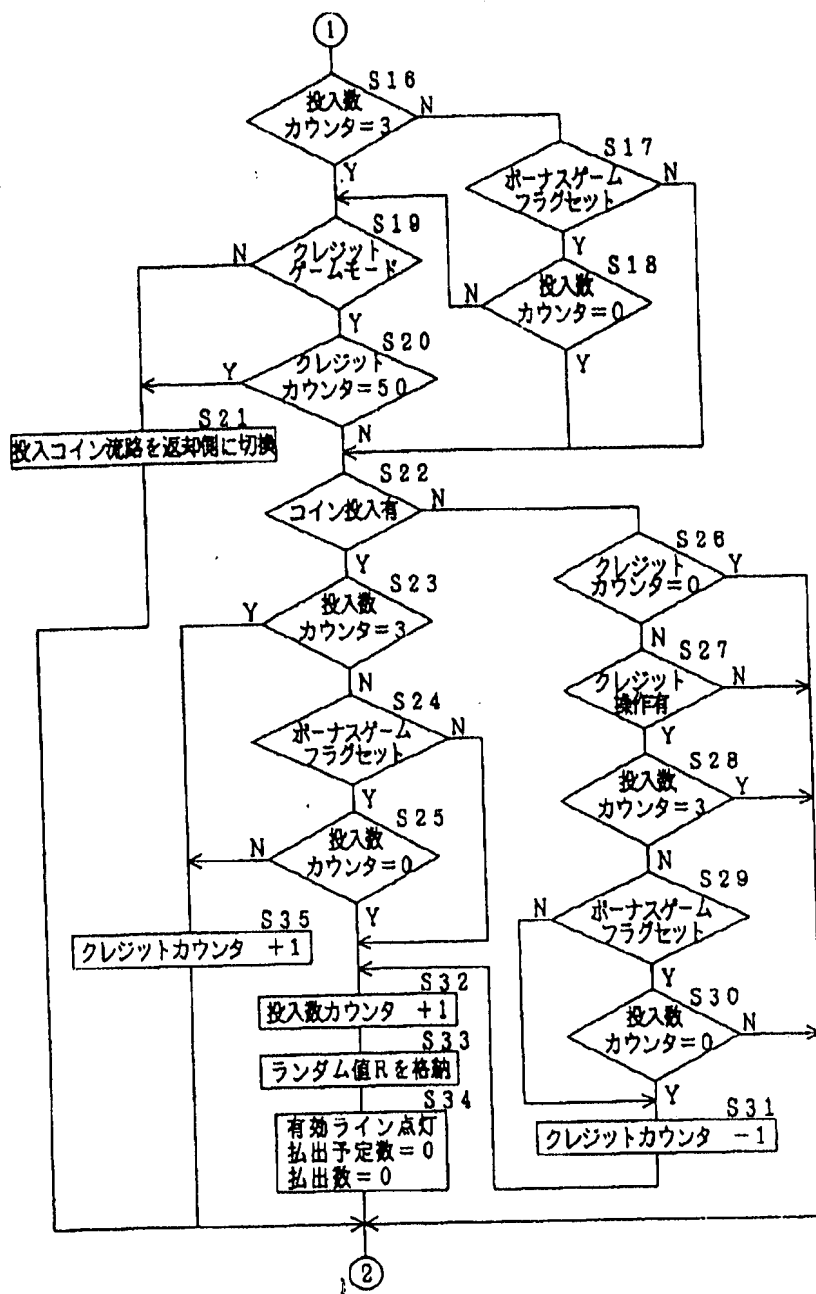 1
S16
投入数
カウンタ=3
N
Y
S17
ボーナスゲーム
フラグセット
N
Y
S18
投入数
カウンタ=0
N
Y
S19
クレジット
ゲームモード
N
Y
S20
クレジット
カウンタ=50
Y
N
S21
投入コイン流路を返却側に切換
S22
コイン投入有
N
Y
S23
投入数
カウンタ=3
Y
N
S24
ボーナスゲーム
フラグセット
N
Y
S25
投入数
カウンタ=0
N
Y
S35
クレジットカウンタ +1
S26
クレジット
カウンタ=0
Y
N
S27
クレジット
操作有
N
Y
S28
投入数
カウンタ=3
Y
N
S29
ボーナスゲーム
フラグセット
N
Y
S30
投入数
カウンタ=0
N
Y
S31
クレジットカウンタ -1
S32
投入数カウンタ +1
S33
ランダム値Rを格納
S34
有効ライン点灯
払出予定数=0
払出数=0
2